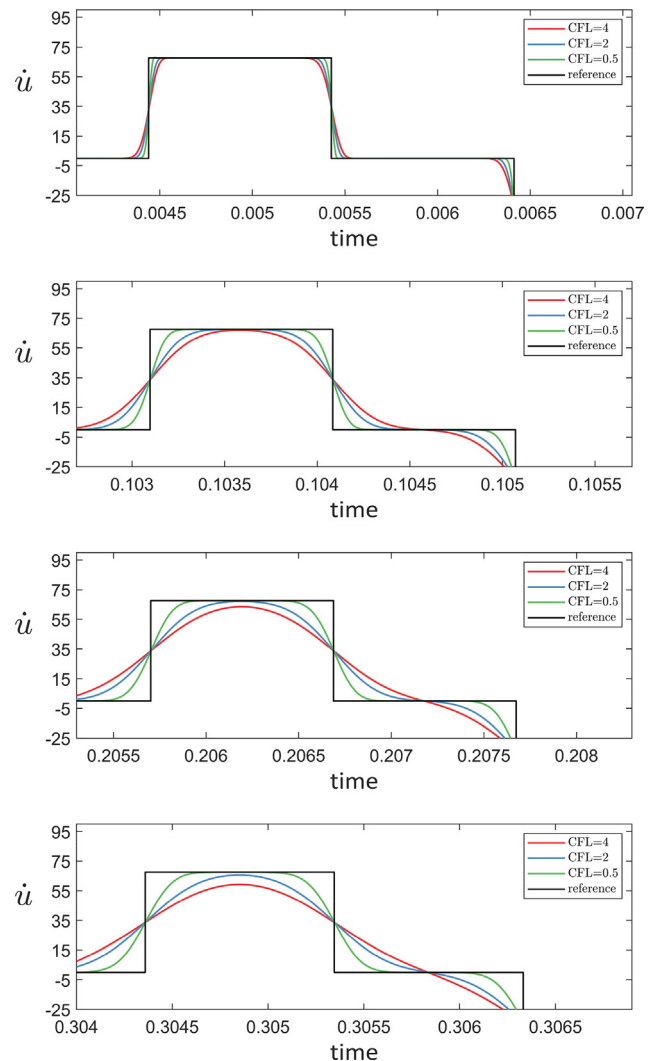 95
75
55
35
15
-5
-25
u̇
CFL=4
CFL=2
CFL=0.5
reference
0.0045 0.005 0.0055 0.006 0.0065 0.007
time
95
75
55
35
15
-5
-25
u̇
CFL=4
CFL=2
CFL=0.5
reference
0.103 0.1035 0.104 0.1045 0.105 0.1055
time
95
75
55
35
15
-5
-25
u̇
CFL=4
CFL=2
CFL=0.5
reference
0.2055 0.206 0.2065 0.207 0.2075 0.208
time
95
75
55
35
15
-5
-25
u̇
CFL=4
CFL=2
CFL=0.5
reference
0.304 0.3045 0.305 0.3055 0.306 0.3065
time